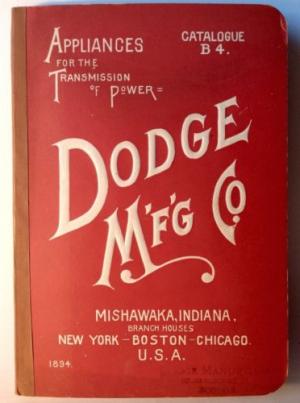 APPLIANCES
FOR THE
TRANSMISSION
OF POWER =
CATALOGUE
B 4.
DODGE
M'F'G Co.
MISHAWAKA, INDIANA,
BRANCH HOUSES
NEW YORK - BOSTON - CHICAGO.
U.S.A.
1894.